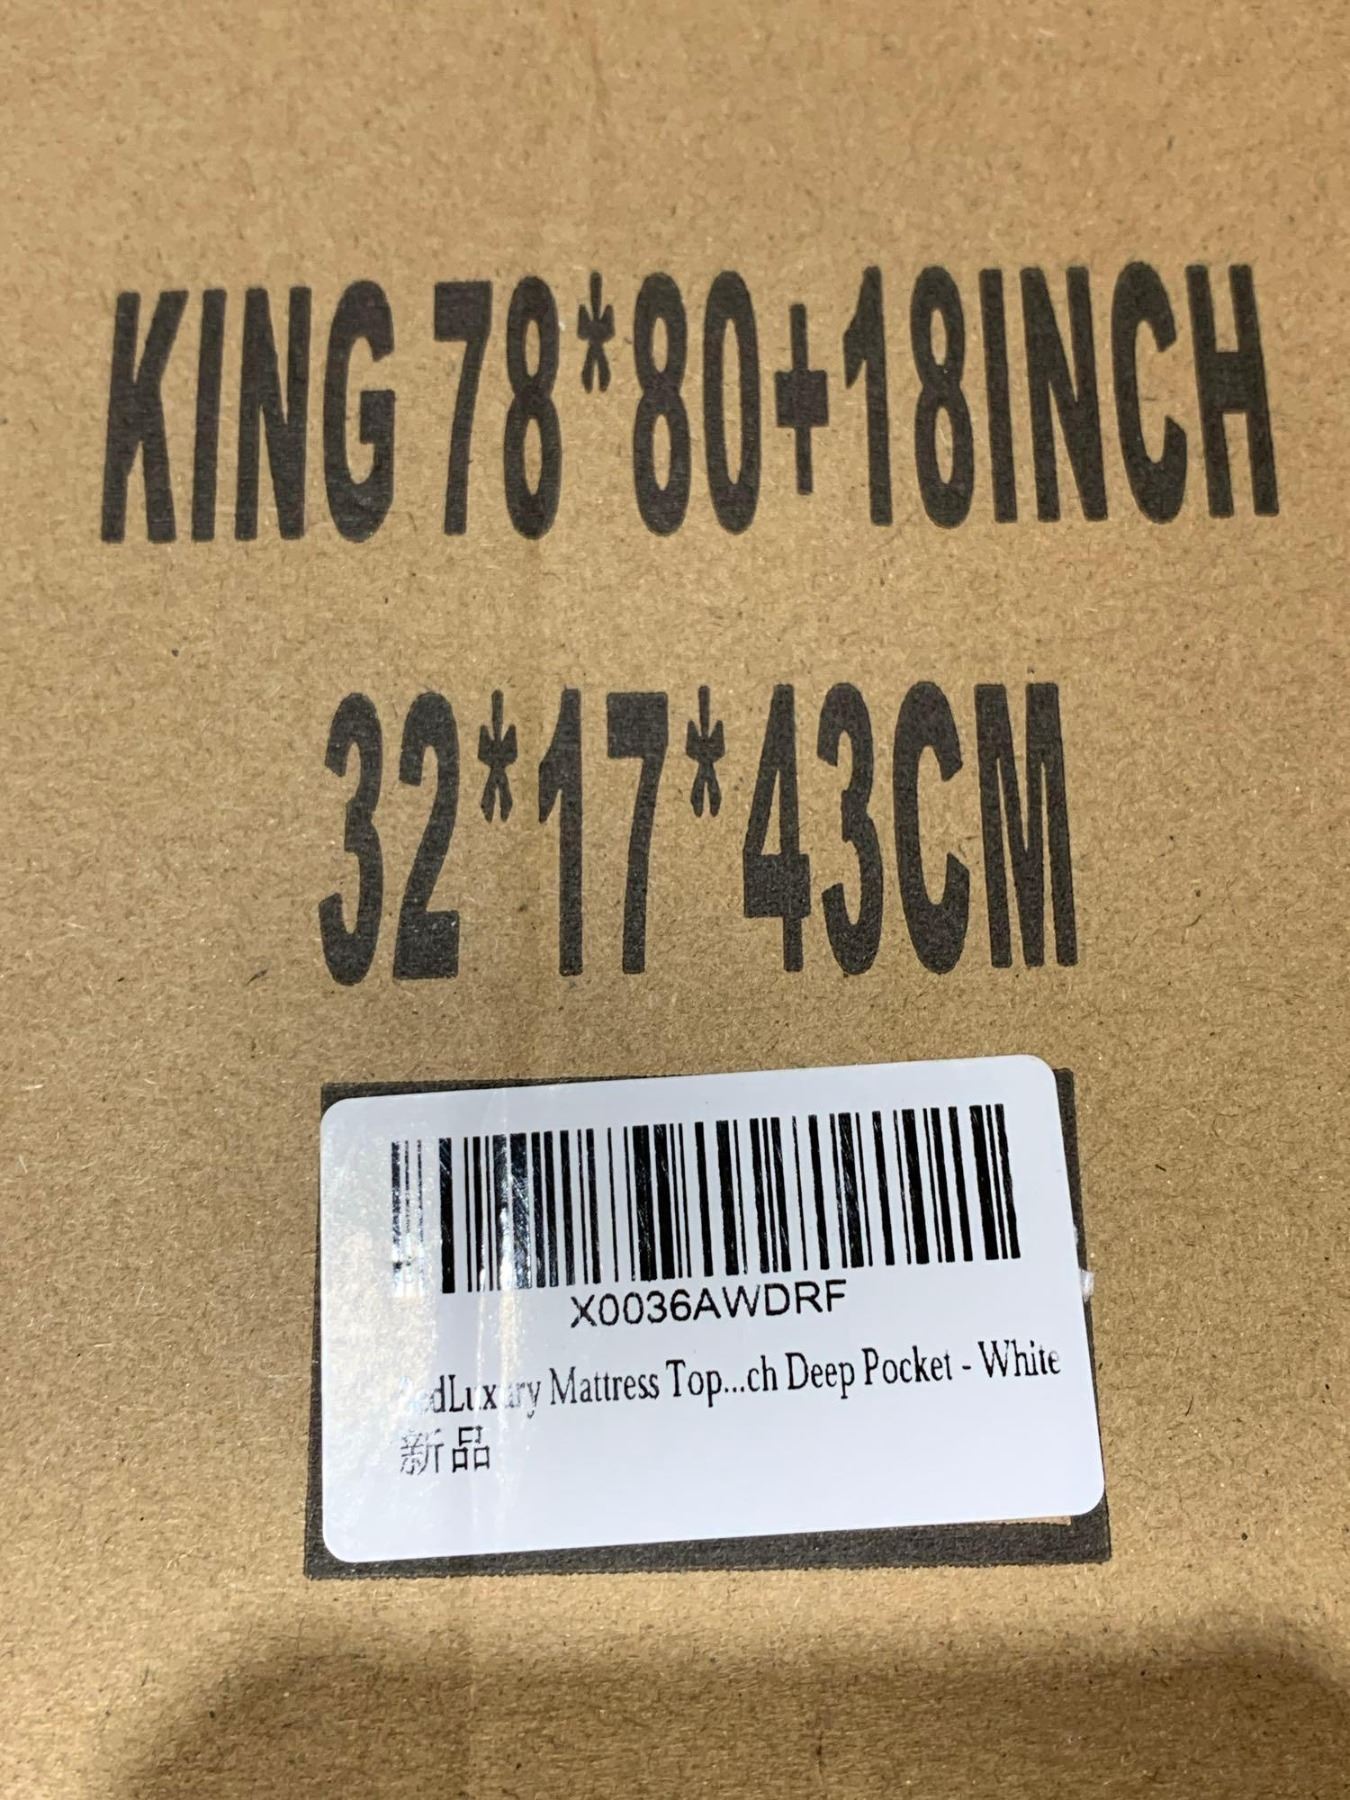 KING 78*80+18INCH
32*17*43CM
X0036AWDRF
Mattress Top...ch Deep Pocket - White
新品